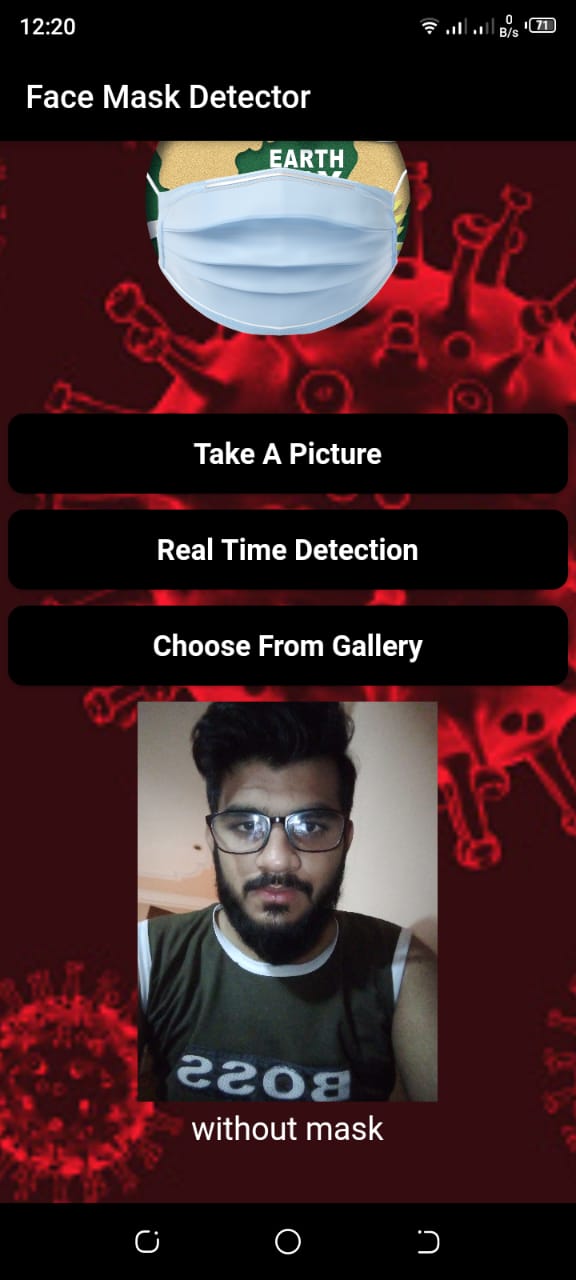 12:20
0
B/s
71
Face Mask Detector
EARTH
Take A Picture
Real Time Detection
Choose From Gallery
BOSS
without mask